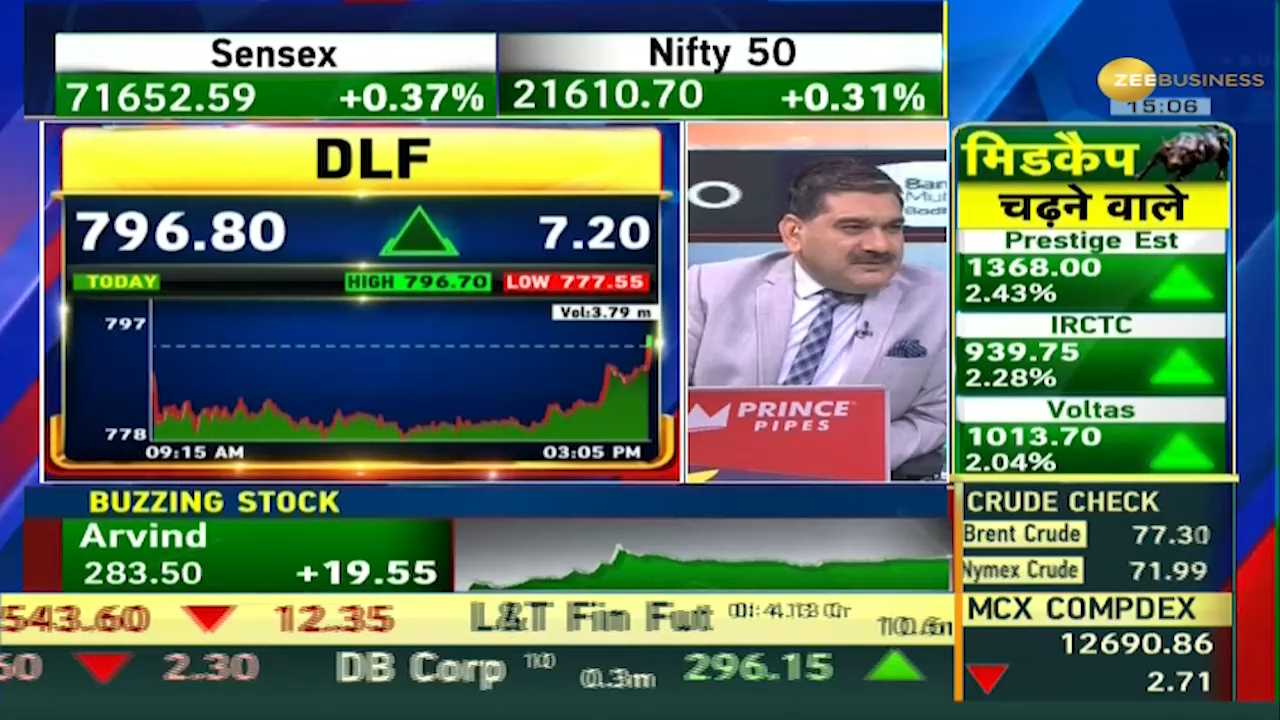 Sensex
71652.59 +0.37%
Nifty 50
21610.70 +0.31%
ZEEBUSINESS
15:06
DLF
796.80 7.20
TODAY HIGH 796.70 LOW 777.55
Vol:3.79 m
797
778
09:15 AM 03:05 PM
O
PRINCE
PIPES
मिडकैप
चढ़ने वाले
Prestige Est
1368.00
2.43%
IRCTC
939.75
2.28%
Voltas
1013.70
2.04%
BUZZING STOCK
Arvind
283.50 +19.55
CRUDE CHECK
Brent Crude 77.30
Nymex Crude 71.99
MCX COMPDEX
12690.86
2.71
543.60 12.35 L&T Fin Fut
2.30 DB Corp 0.3m 296.15